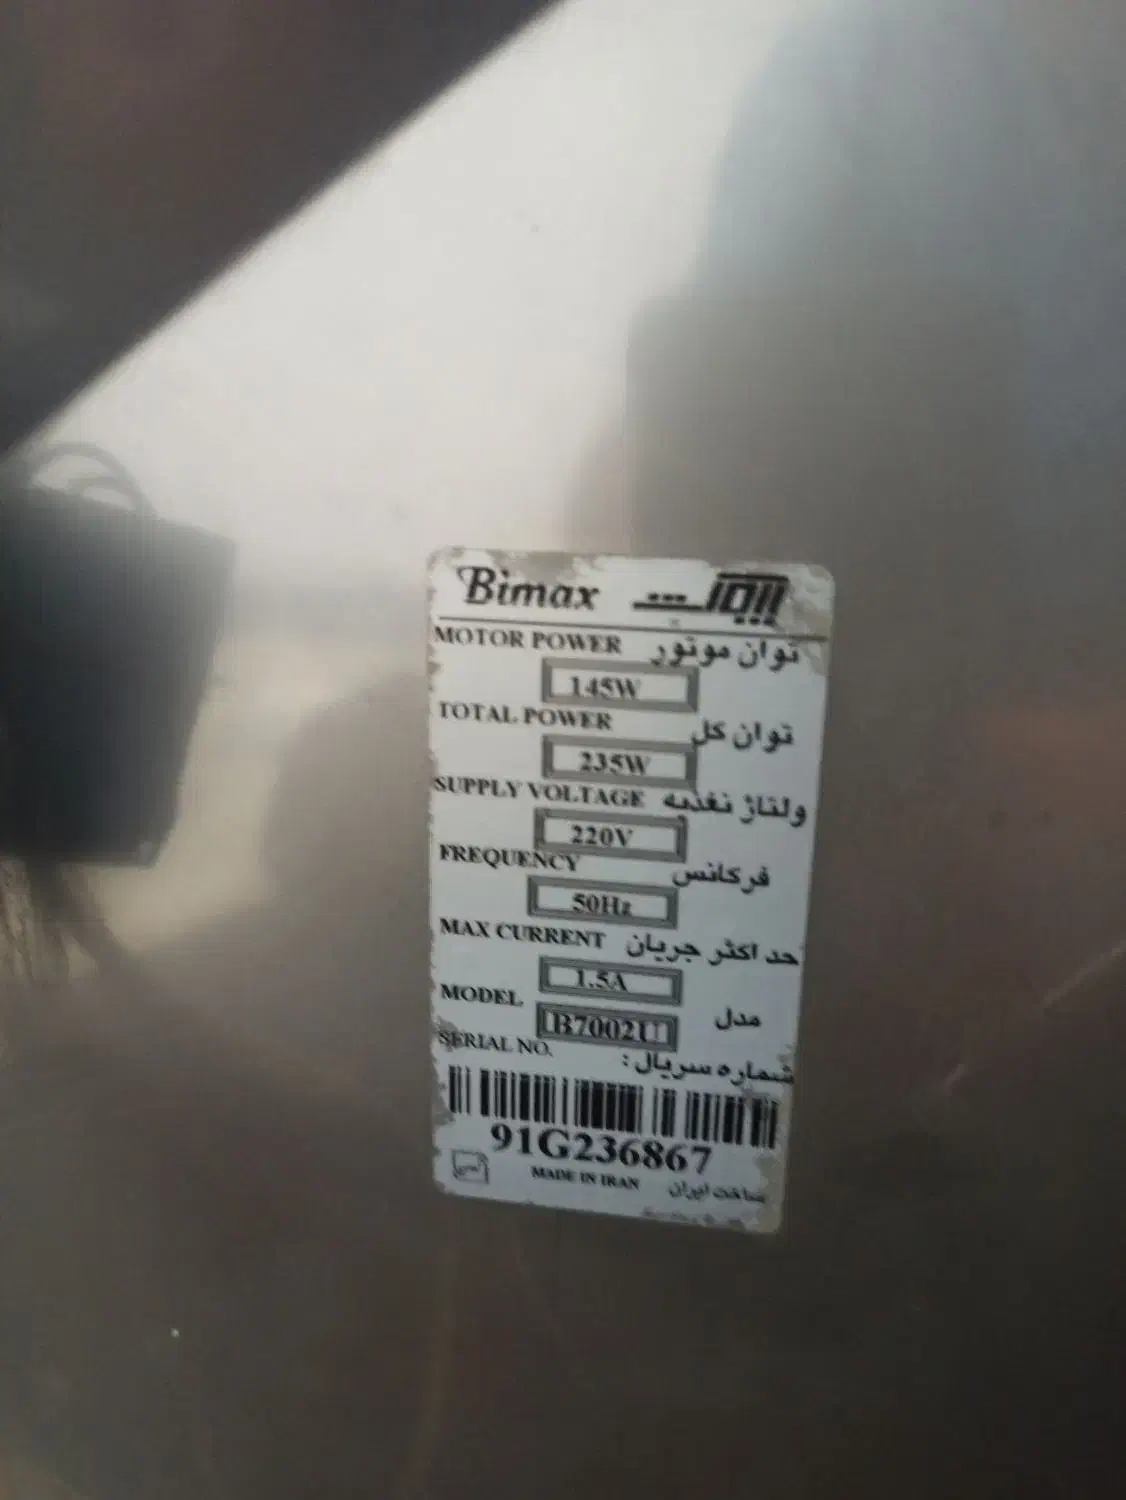 Bimax بیمکث
MOTOR POWER توان موتور
145W
TOTAL POWER توان کل
235W
SUPPLY VOLTAGE ولتاژ تغذیه
220V
FREQUENCY فرکانس
50Hz
MAX CURRENT حداکثر جریان
1.5A
MODEL مدل
B7002U
SERIAL NO. شماره سریال:
91G236867
MADE IN IRAN ساخت ایران